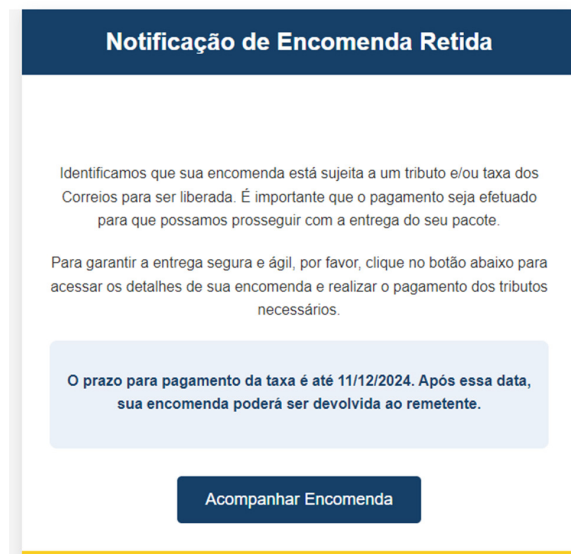 Notificação de Encomenda Retida
Identificamos que sua encomenda está sujeita a um tributo e/ou taxa dos
Correios para ser liberada. É importante que o pagamento seja efetuado
para que possamos prosseguir com a entrega do seu pacote.
Para garantir a entrega segura e ágil, por favor, clique no botão abaixo para
acessar os detalhes de sua encomenda e realizar o pagamento dos tributos
necessários.
O prazo para pagamento da taxa é até 11/12/2024. Após essa data,
sua encomenda poderá ser devolvida ao remetente.
Acompanhar Encomenda